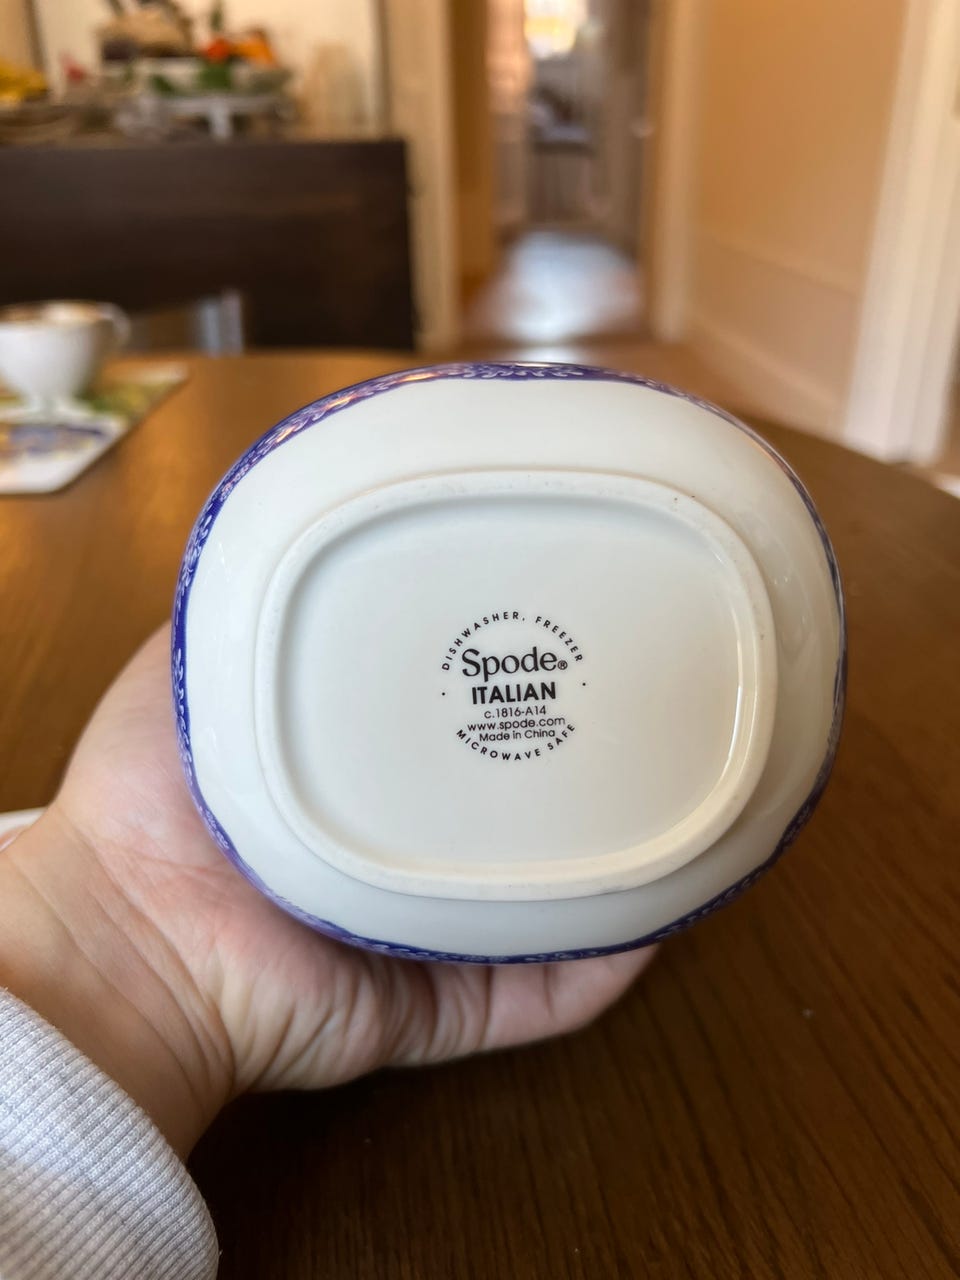 DISHWASHER, FREEZER
Spode®
ITALIAN
c.1816-A14
www.spode.com
Made in China
MICROWAVE SAFE